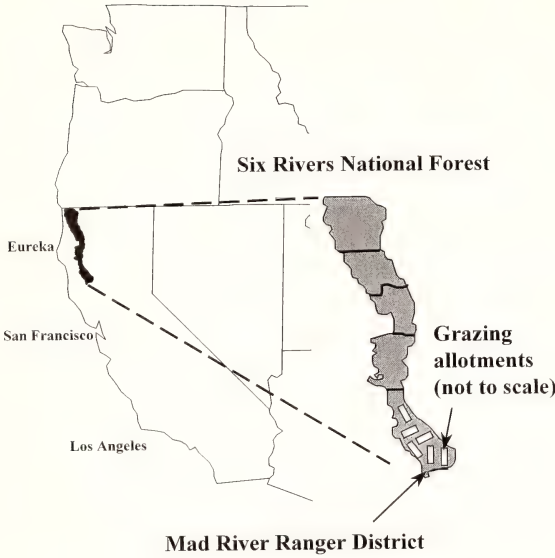 Six Rivers National Forest
Eureka
San Francisco
Grazing
allotments
(not to scale)
Los Angeles
Mad River Ranger District